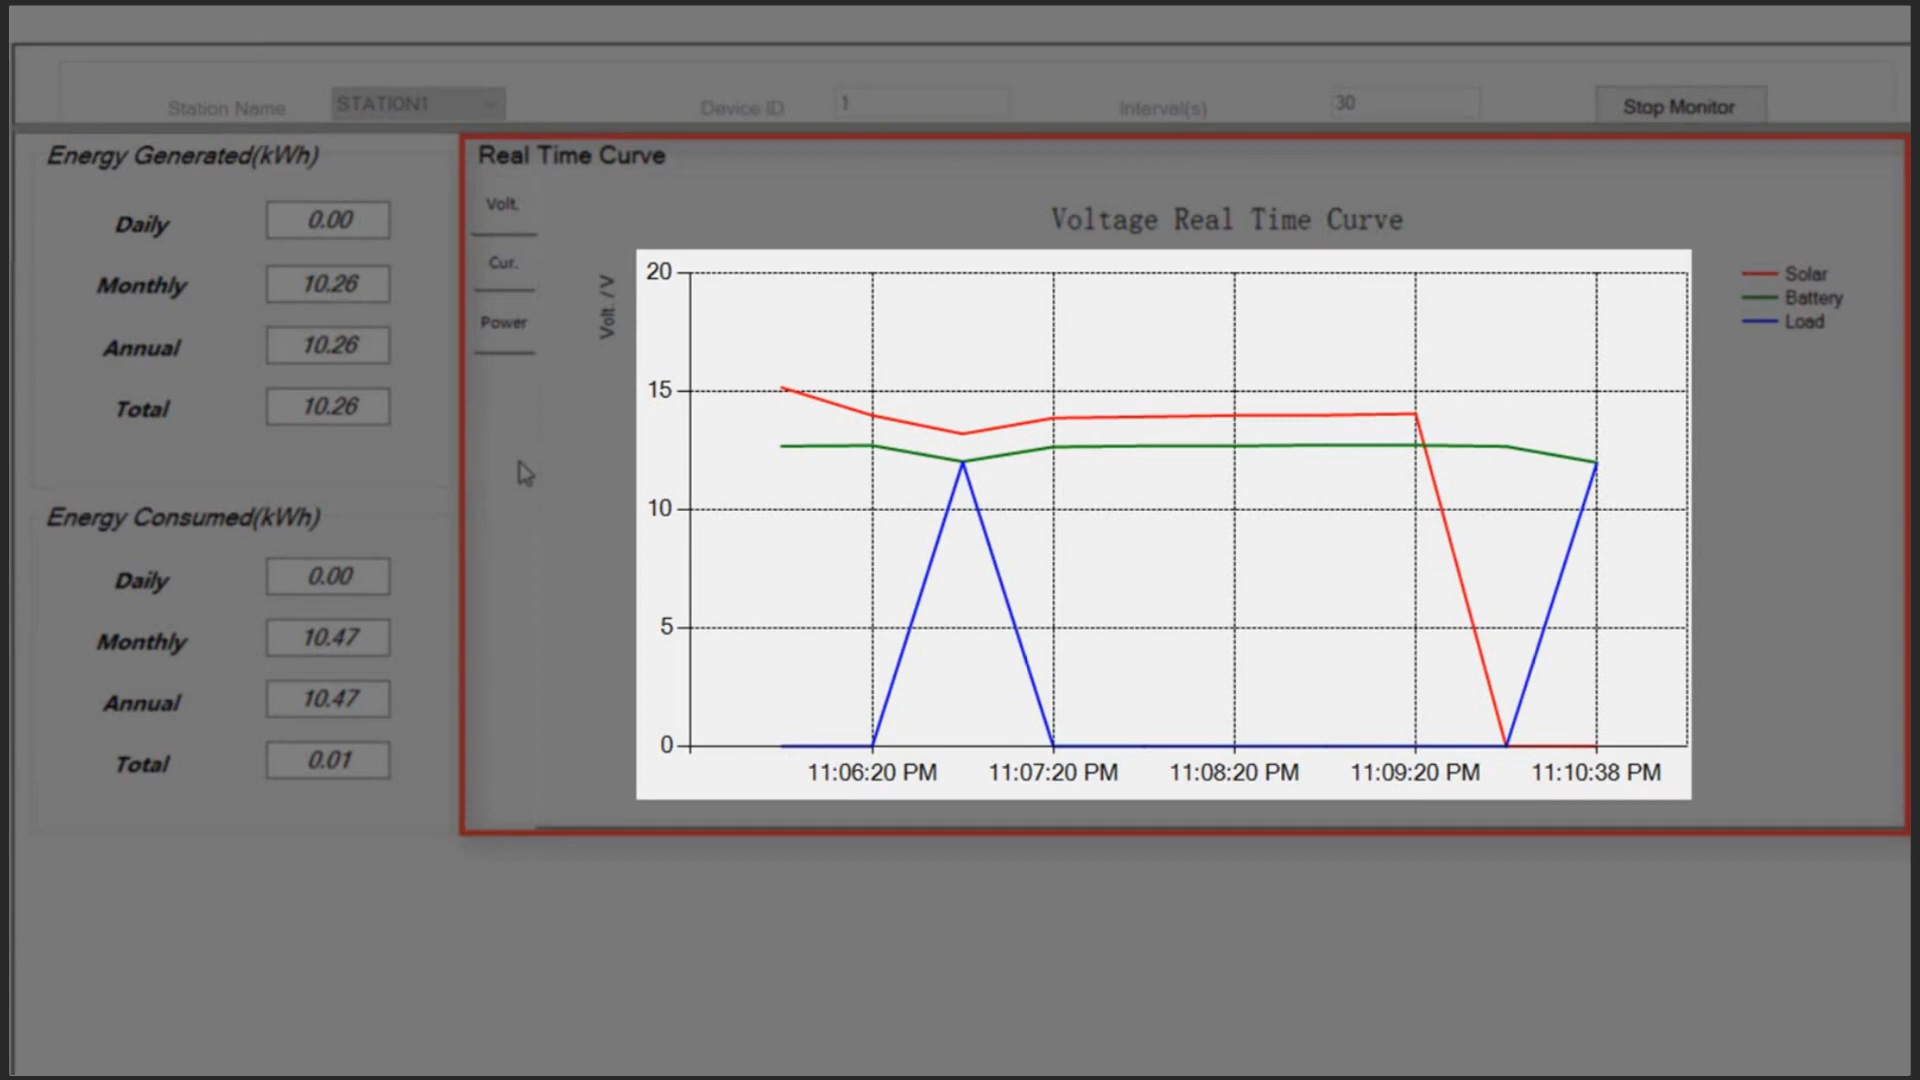 Station Name STATION1 Device ID 1 Interval(s) 30 Stop Monitor
Energy Generated(kWh)
Daily 0.00
Monthly 10.26
Annual 10.26
Total 10.26
Energy Consumed(kWh)
Daily 0.00
Monthly 10.47
Annual 10.47
Total 0.01
Real Time Curve
Volt.
Cur.
Power
Voltage Real Time Curve
Volt. / V
20
15
10
5
0
11:06:20 PM 11:07:20 PM 11:08:20 PM 11:09:20 PM 11:10:38 PM
Solar
Battery
Load